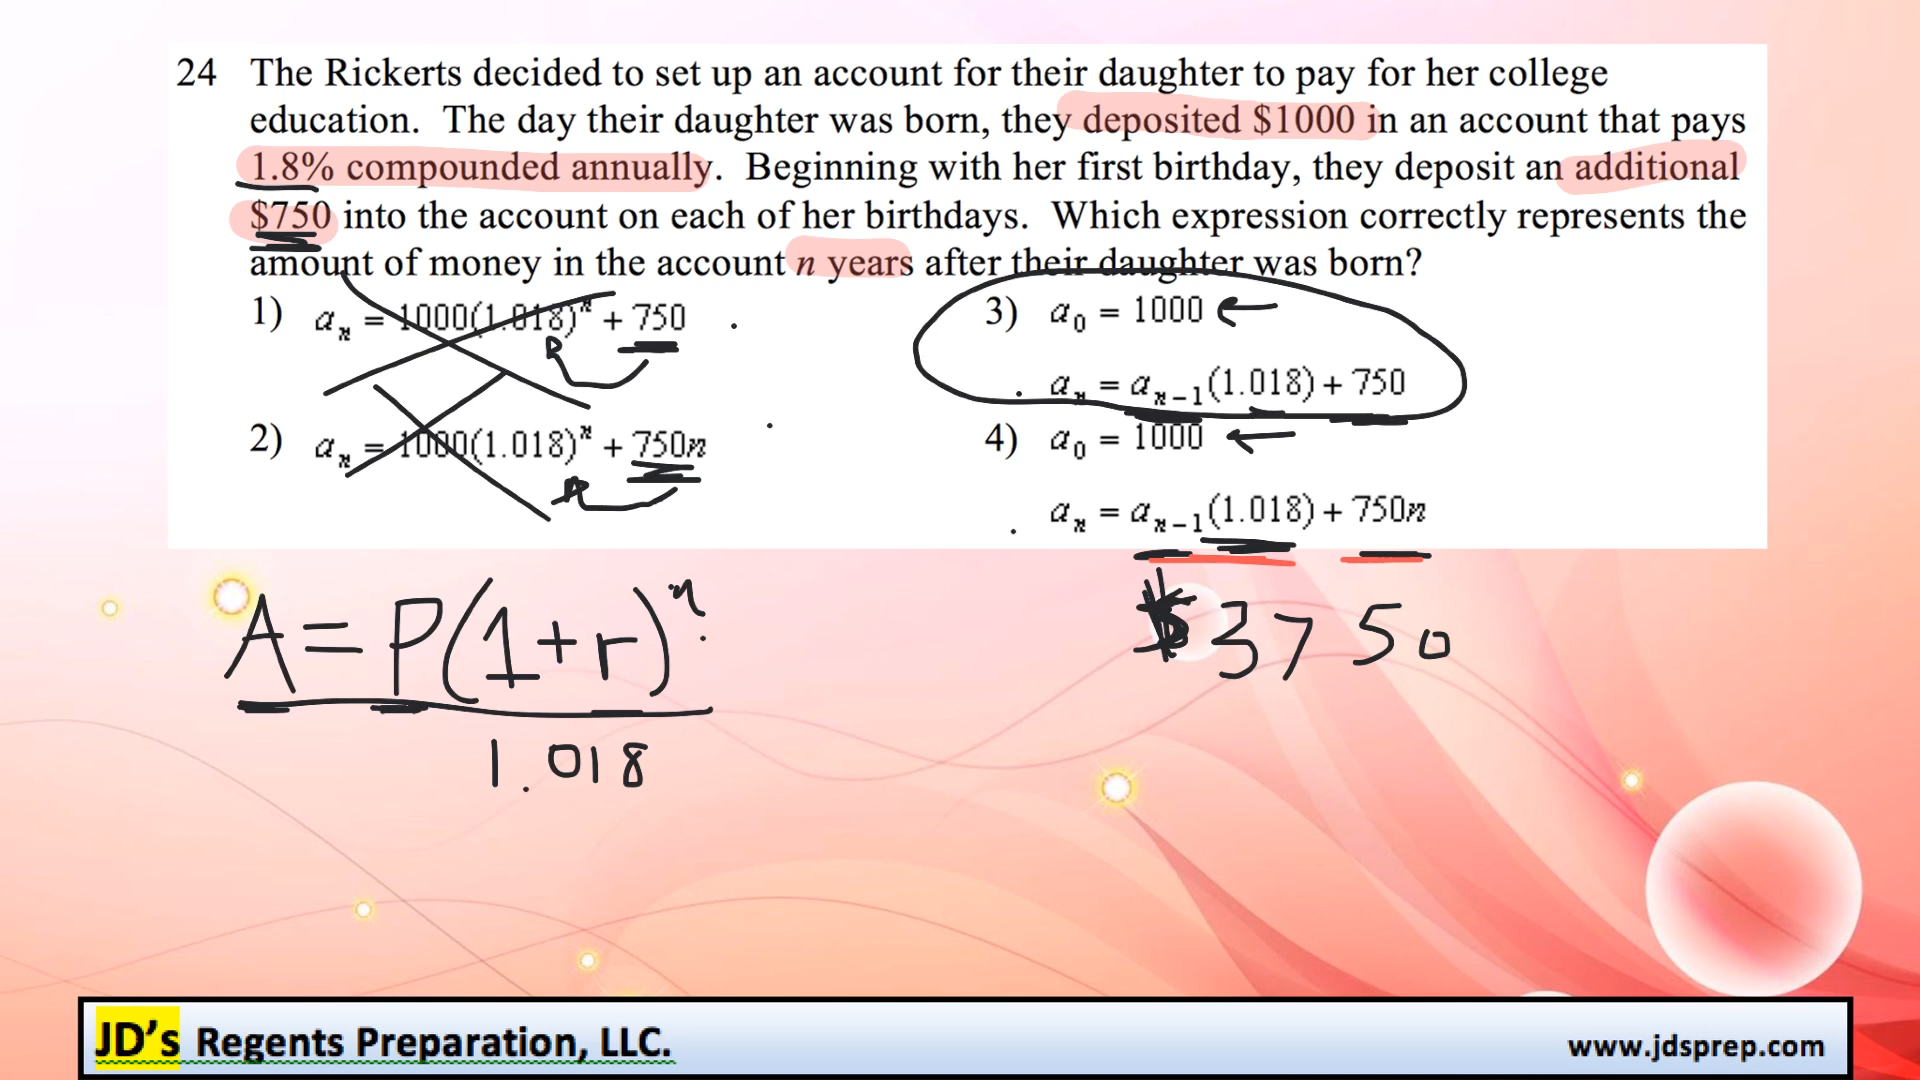 24 The Rickerts decided to set up an account for their daughter to pay for her college
education. The day their daughter was born, they deposited $1000 in an account that pays
1.8% compounded annually. Beginning with her first birthday, they deposit an additional
$750 into the account on each of her birthdays. Which expression correctly represents the
amount of money in the account n years after their daughter was born?
1) aₙ = 1000(1.018)ⁿ + 750
2) aₙ = 1000(1.018)ⁿ + 750n
3) a₀ = 1000
aₙ = aₙ₋₁(1.018) + 750
4) a₀ = 1000
aₙ = aₙ₋₁(1.018) + 750n
A = P(1+r)ⁿ
1.018
$3750
JD's Regents Preparation, LLC.
www.jdsprep.com